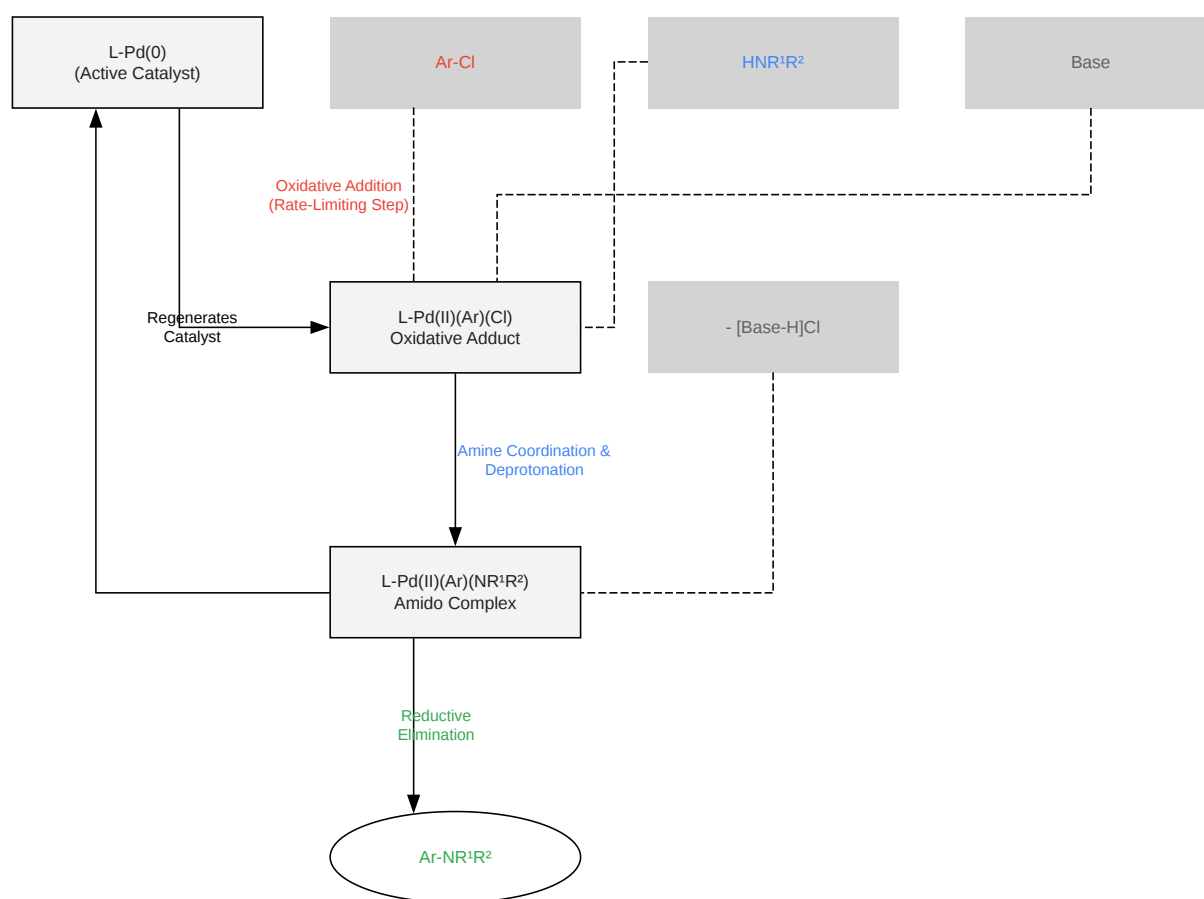 L-Pd(0)
(Active Catalyst)
Ar-Cl
HNR¹R²
Base
Oxidative Addition
(Rate-Limiting Step)
Regenerates
Catalyst
L-Pd(II)(Ar)(Cl)
Oxidative Adduct
- [Base-H]Cl
Amine Coordination &
Deprotonation
L-Pd(II)(Ar)(NR¹R²)
Amido Complex
Reductive
Elimination
Ar-NR¹R²